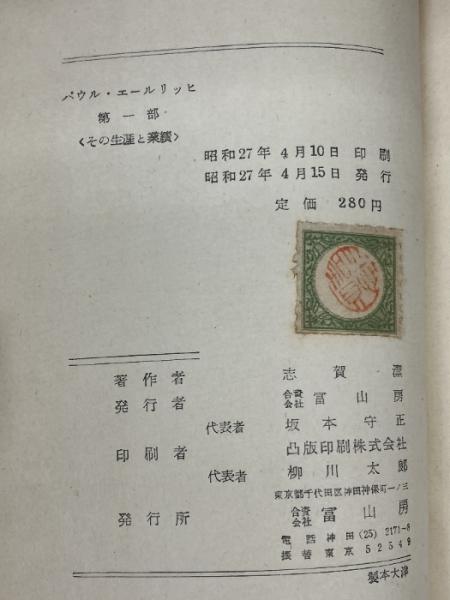 パウル・エールリッヒ
第一部
〈その生涯と業績〉
昭和27年 4月10日 印刷
昭和27年 4月15日 発行
定価 280円
著作者 志賀潔
発行者 合資会社 冨山房
代表者 坂本守正
印刷者 凸版印刷株式会社
代表者 柳川太郎
東京都千代田区神田神保町一ノ三
発行所 合資会社 冨山房
電話神田(25)2171-8
振替東京 52549
津大本製